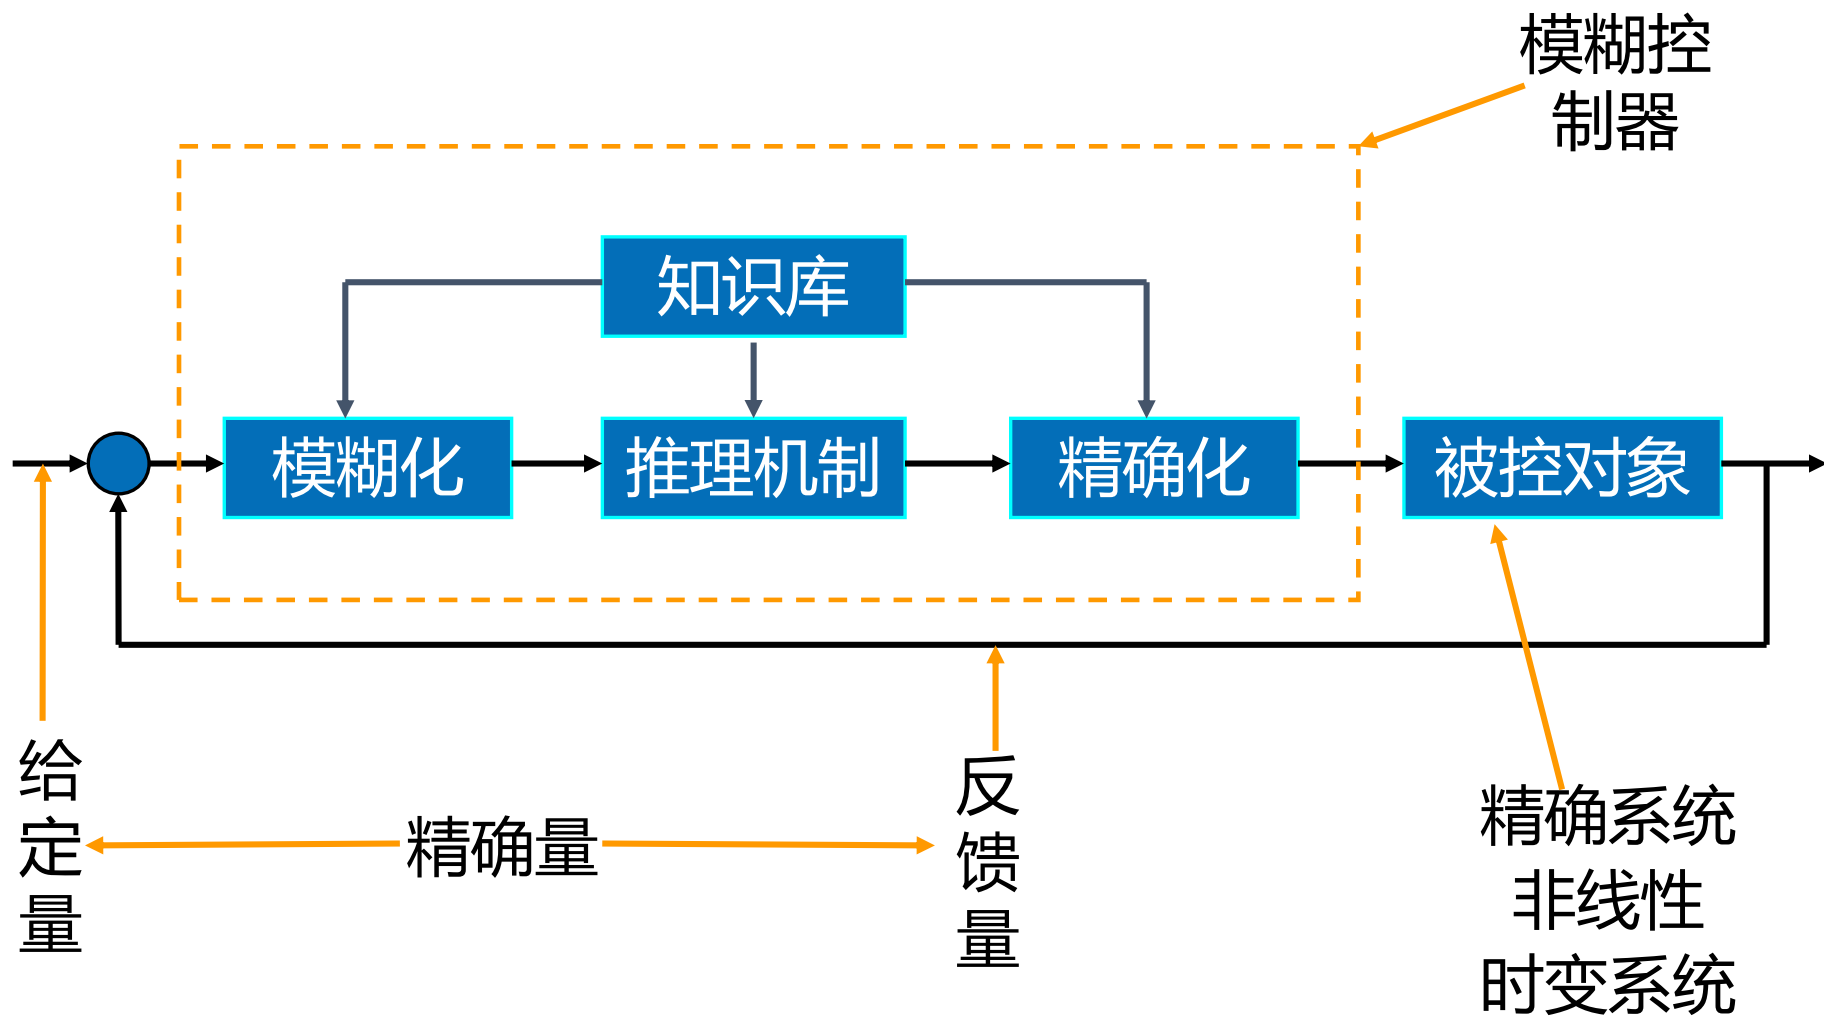 模糊控
制器
知识库
模糊化
推理机制
精确化
被控对象
给
定
量
精确量
反
馈
量
精确系统
非线性
时变系统